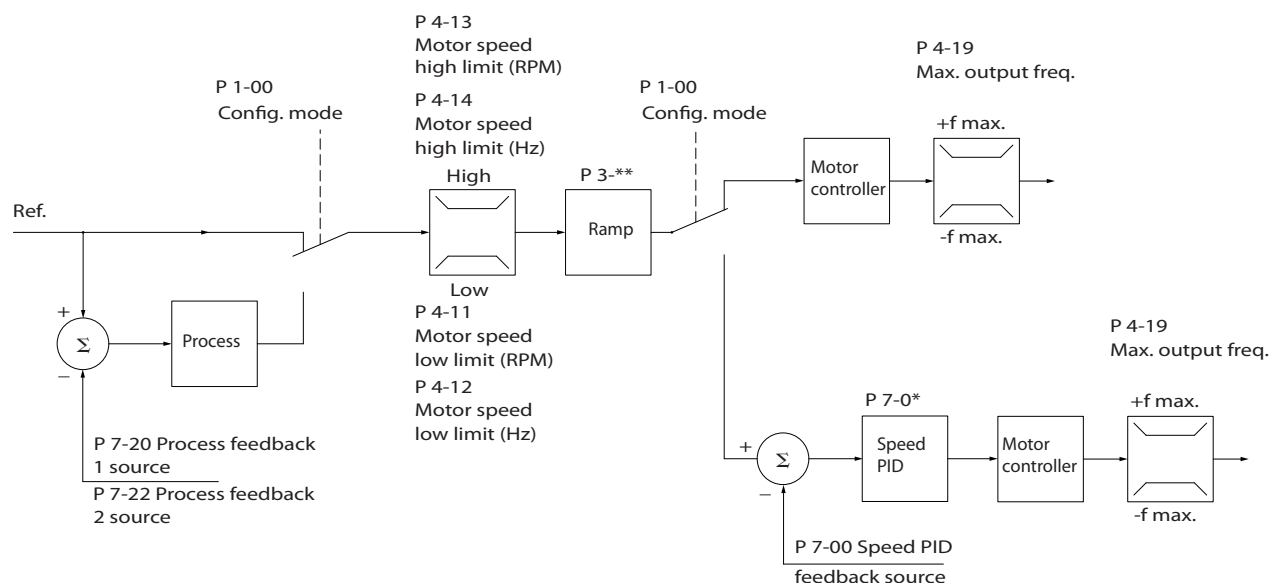 P 4-13
Motor speed
high limit (RPM)
P 4-14
Motor speed
high limit (Hz)
High
P 1-00
Config. mode
P 1-00
Config. mode
P 4-19
Max. output freq.
+f max.
-f max.
Motor
controller
P 3-**
Ramp
Ref.
Low
P 4-11
Motor speed
low limit (RPM)
P 4-12
Motor speed
low limit (Hz)
+
Σ
−
Process
P 7-20 Process feedback
1 source
P 7-22 Process feedback
2 source
P 4-19
Max. output freq.
+f max.
-f max.
P 7-0*
Speed
PID
Motor
controller
+
Σ
−
P 7-00 Speed PID
feedback source